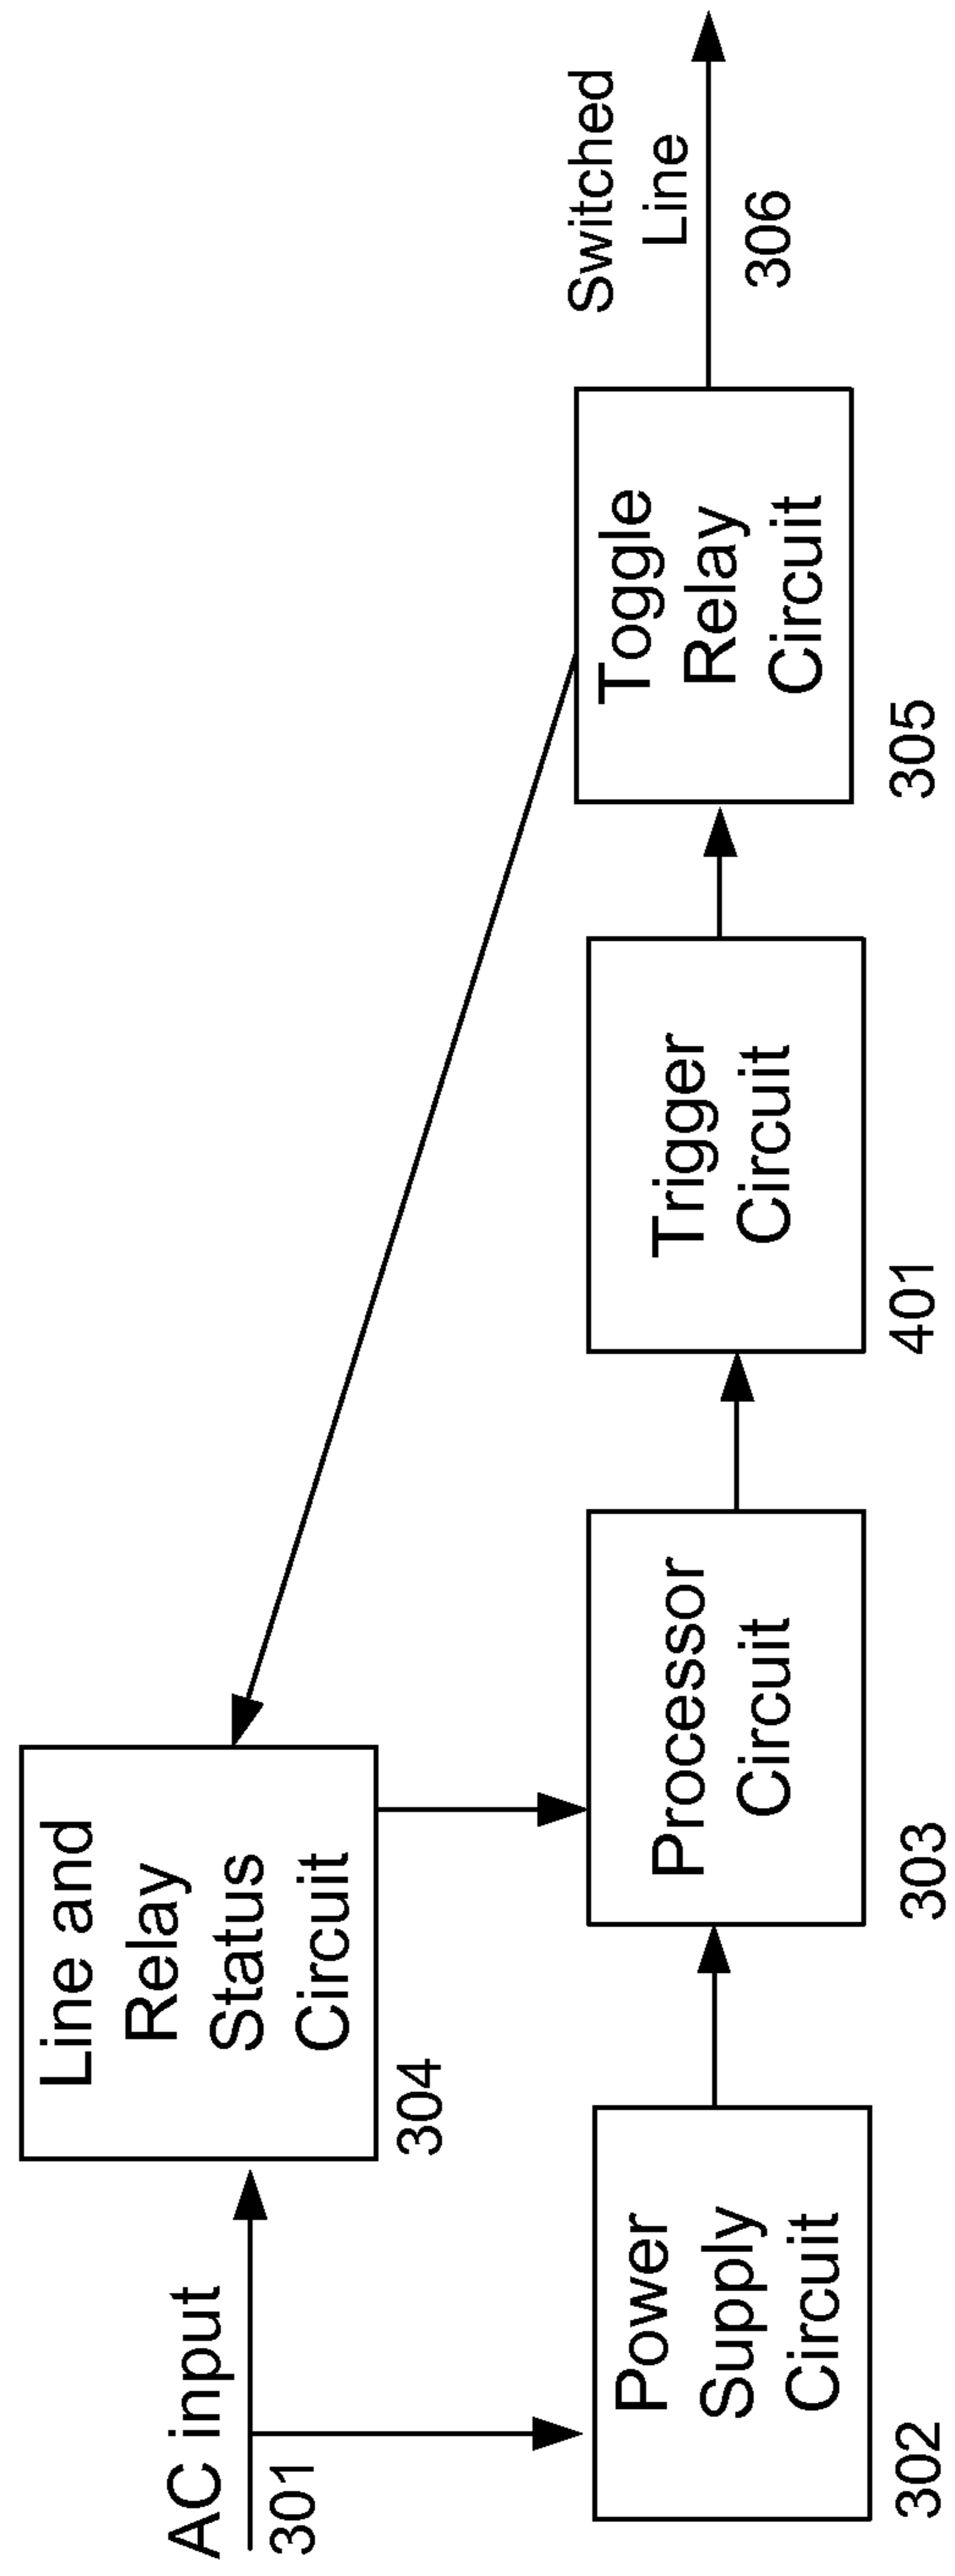 AC input
301
Line and
Relay
Status
Circuit
304
Switched
Line
306
Power
Supply
Circuit
302
Processor
Circuit
303
Trigger
Circuit
401
Toggle
Relay
Circuit
305